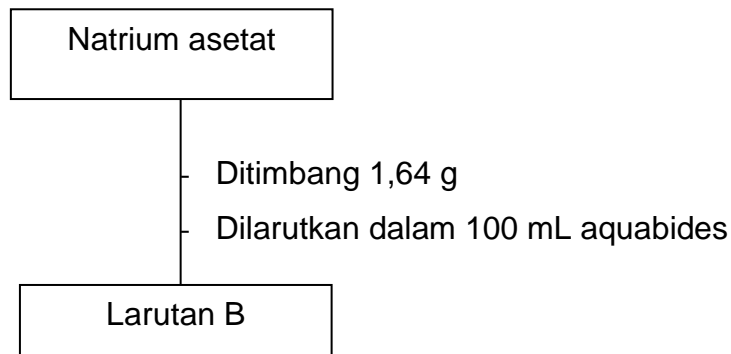 Natrium asetat
- Ditimbang 1,64 g
- Dilarutkan dalam 100 mL aquabides
Larutan B